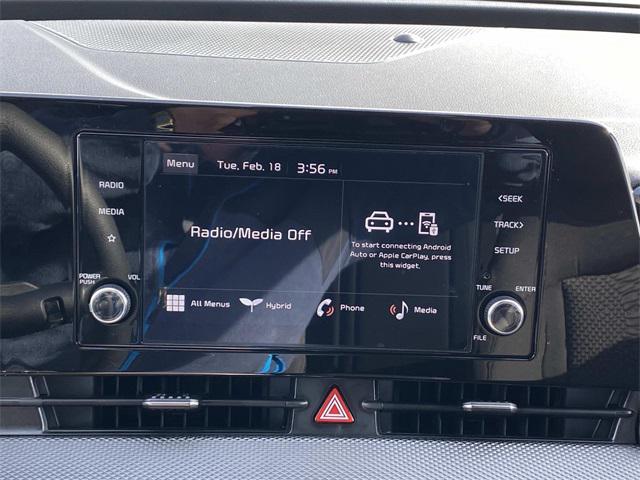 Menu
Tue, Feb. 18
3:56 PM
RADIO
MEDIA
☆
POWER
PUSH
VOL
Radio/Media Off
To start connecting Android
Auto or Apple CarPlay, press
this widget.
All Menus
Hybrid
Phone
Media
<SEEK
TRACK>
SETUP
TUNE
ENTER
FILE